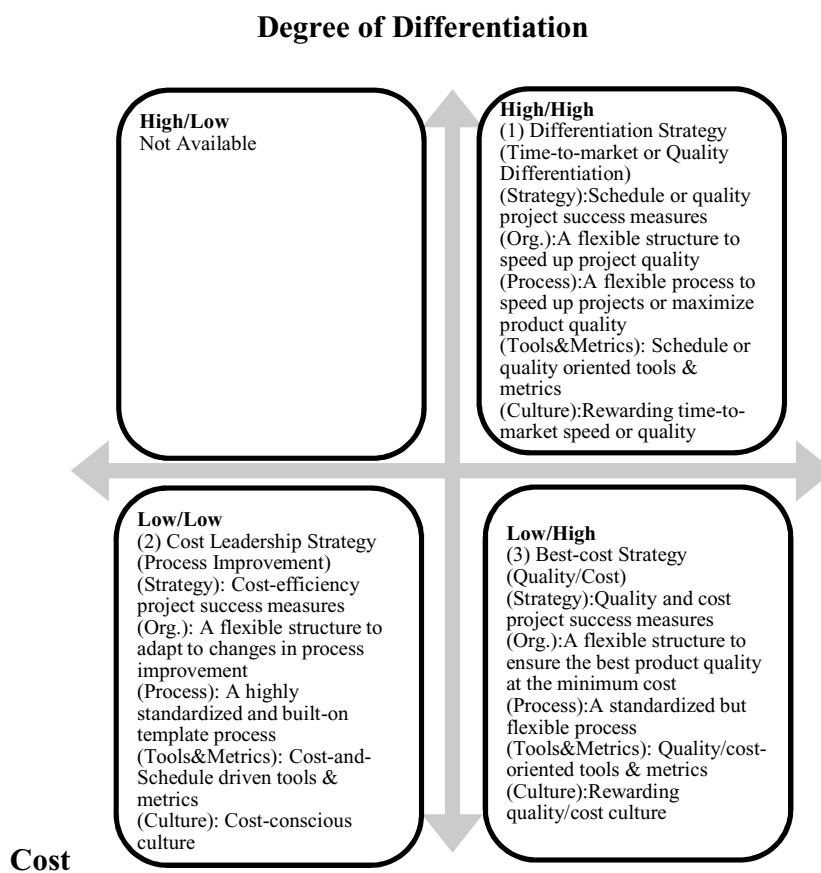 Degree of Differentiation
High/Low
Not Available
High/High
(1) Differentiation Strategy
(Time-to-market or Quality
Differentiation)
(Strategy):Schedule or quality
project success measures
(Org.):A flexible structure to
speed up project quality
(Process):A flexible process to
speed up projects or maximize
product quality
(Tools&Metrics): Schedule or
quality oriented tools &
metrics
(Culture):Rewarding time-to-
market speed or quality
Low/Low
(2) Cost Leadership Strategy
(Process Improvement)
(Strategy): Cost-efficiency
project success measures
(Org.): A flexible structure to
adapt to changes in process
improvement
(Process): A highly
standardized and built-on
template process
(Tools&Metrics): Cost-and-
Schedule driven tools &
metrics
(Culture): Cost-conscious
culture
Low/High
(3) Best-cost Strategy
(Quality/Cost)
(Strategy):Quality and cost
project success measures
(Org.):A flexible structure to
ensure the best product quality
at the minimum cost
(Process):A standardized but
flexible process
(Tools&Metrics): Quality/cost-
oriented tools & metrics
(Culture):Rewarding
quality/cost culture
Cost